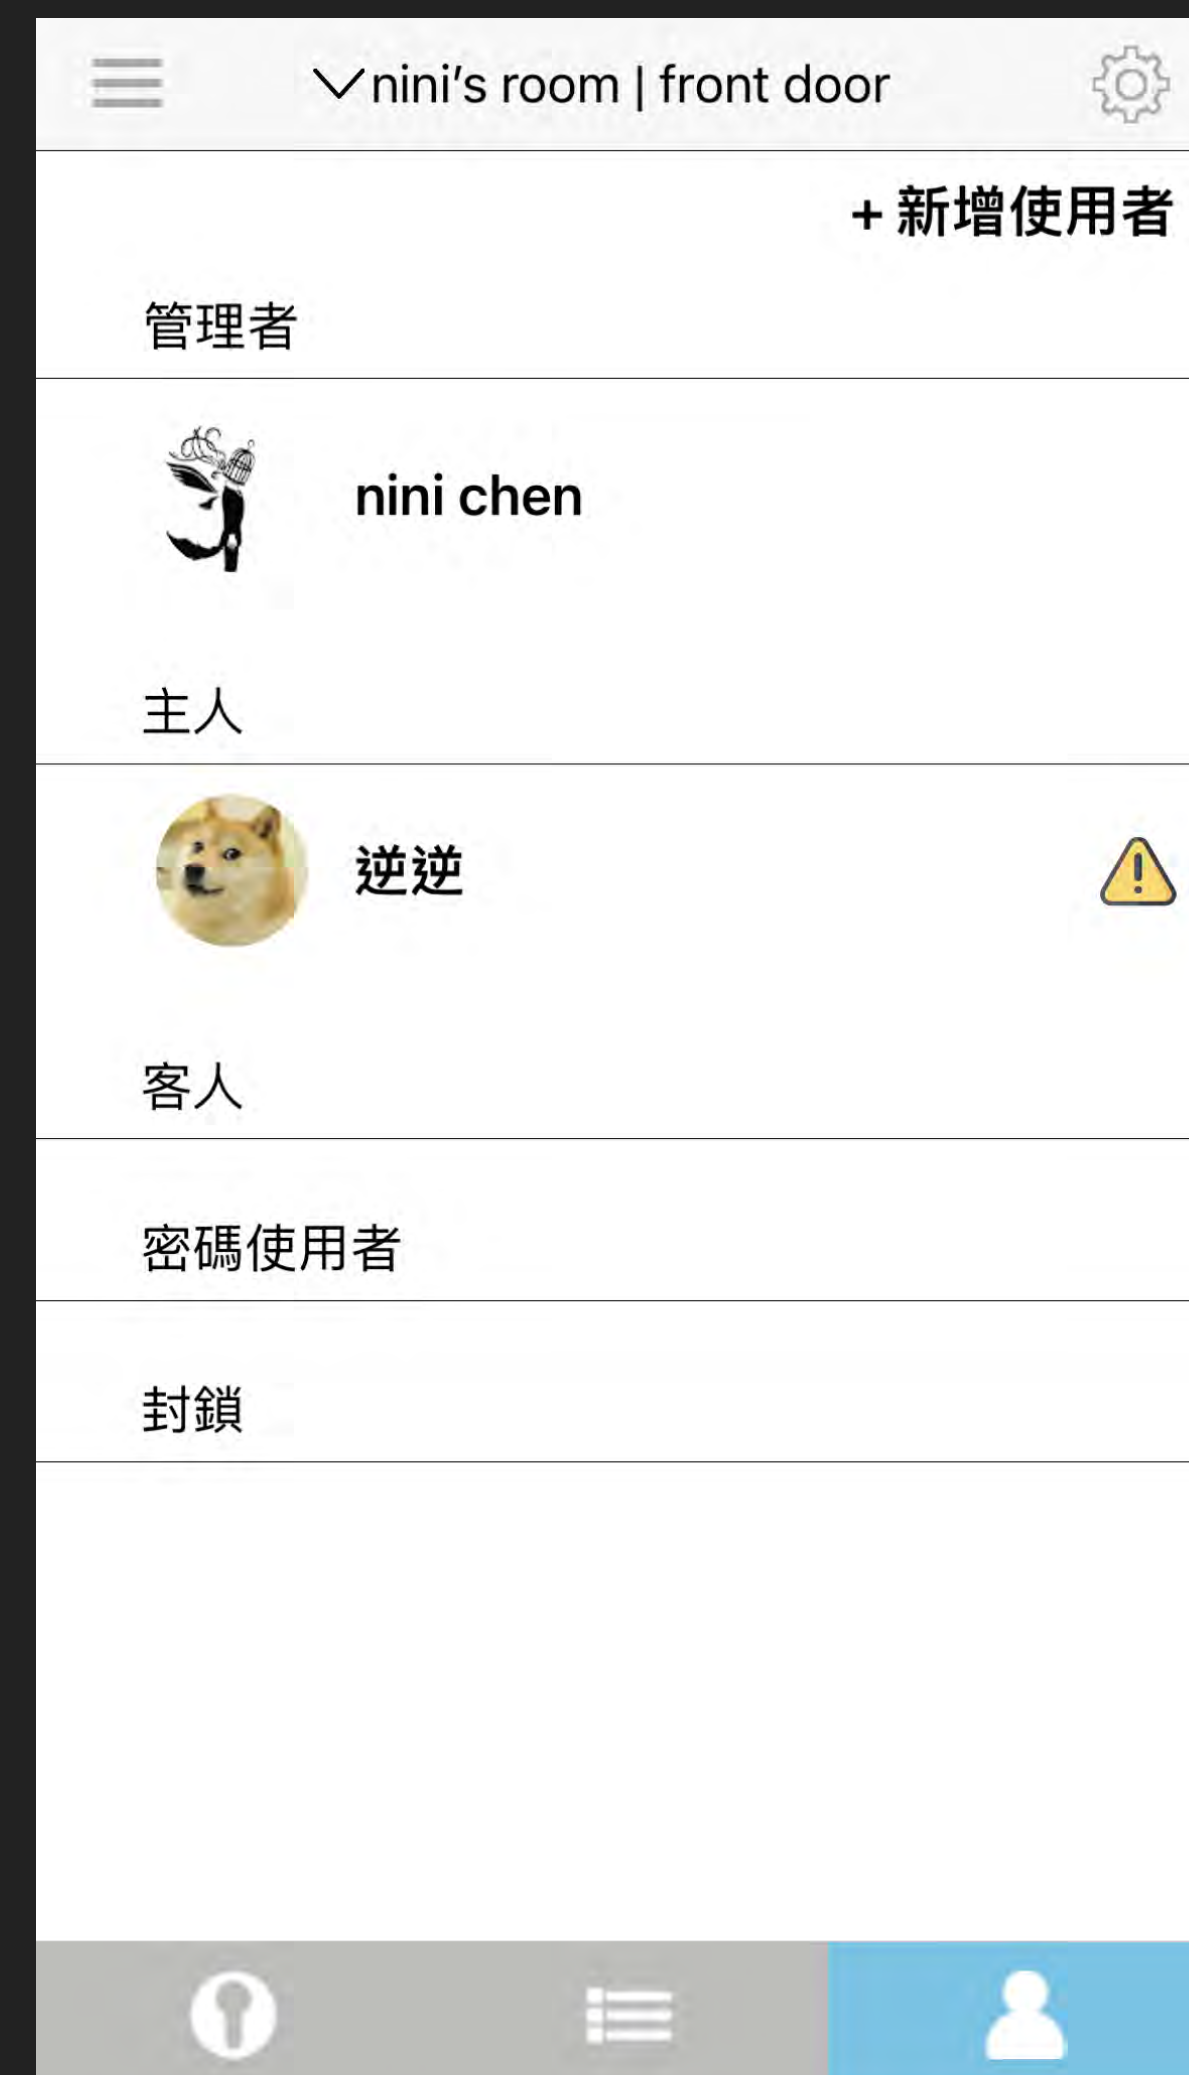 nini's room | front door
+ 新增使用者
管理者
nini chen
主人
逆逆
客人
密碼使用者
封鎖